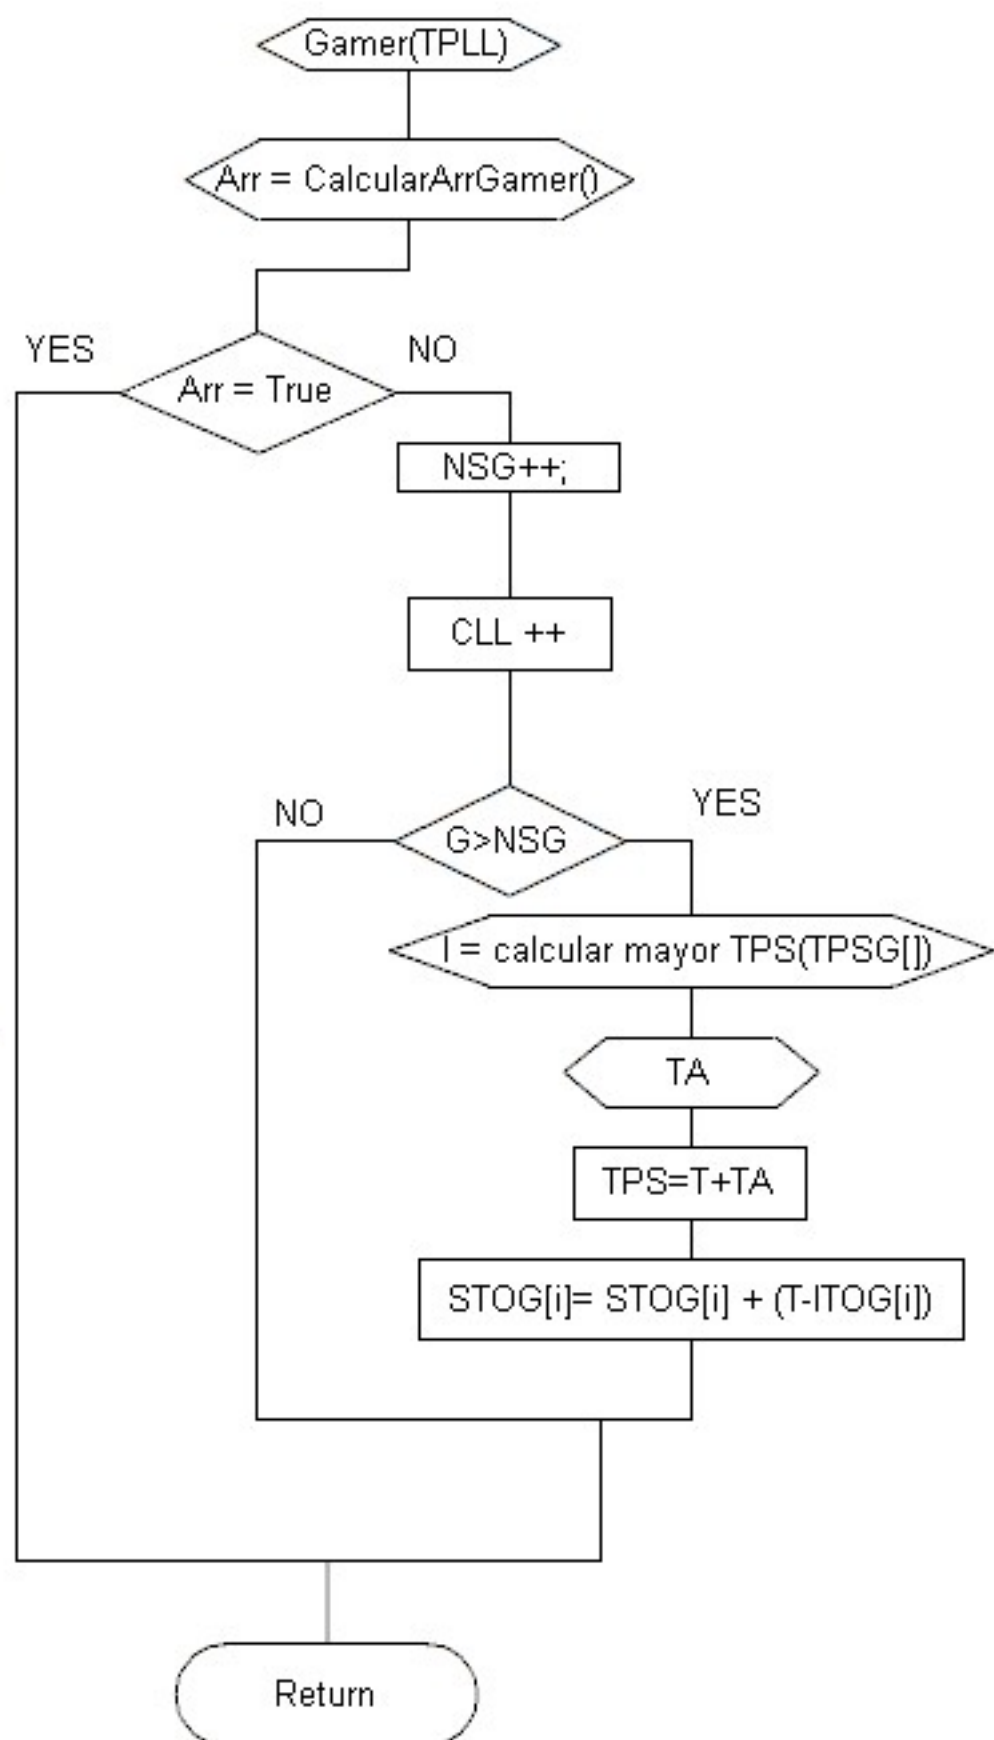 Gamer(TPLL)
Arr = CalcularArrGamer()
YES
NO
Arr = True
NSG++;
CLL ++
NO
YES
G>NSG
I = calcular mayor TPS(TPSG[])
TA
TPS=T+TA
STOG[i]= STOG[i] + (T-ITOG[i])
Return